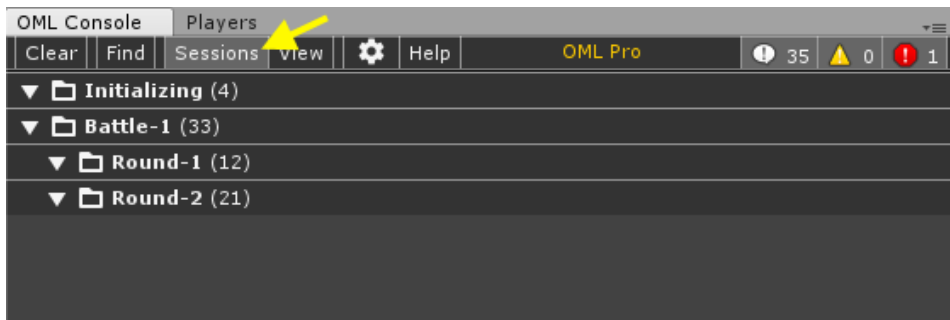 OML Console Players
Clear Find Sessions View Help OML Pro 35 0 1
Initializing (4)
Battle-1 (33)
Round-1 (12)
Round-2 (21)